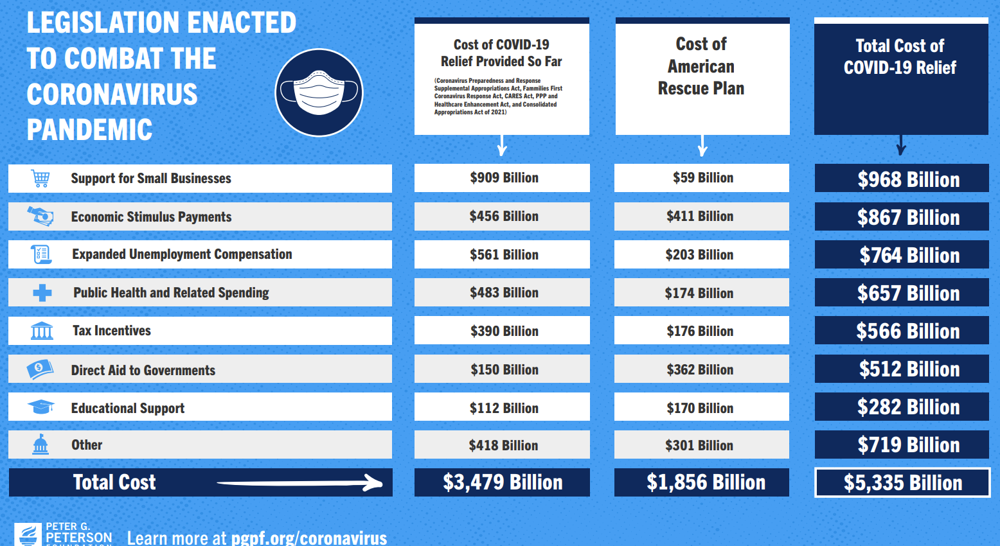 LEGISLATION ENACTED
TO COMBAT THE
CORONAVIRUS
PANDEMIC
Cost of COVID-19
Relief Provided So Far
(Coronavirus Preparedness and Response
Supplemental Appropriations Act, Fammilies First
Coronavirus Response Act, CARES Act, PPP and
Healthcare Enhancement Act, and Consolidated
Appropriations Act of 2021)
Cost of
American
Rescue Plan
Total Cost of
COVID-19 Relief
Support for Small Businesses $909 Billion $59 Billion $968 Billion
Economic Stimulus Payments $456 Billion $411 Billion $867 Billion
Expanded Unemployment Compensation $561 Billion $203 Billion $764 Billion
Public Health and Related Spending $483 Billion $174 Billion $657 Billion
Tax Incentives $390 Billion $176 Billion $566 Billion
Direct Aid to Governments $150 Billion $362 Billion $512 Billion
Educational Support $112 Billion $170 Billion $282 Billion
Other $418 Billion $301 Billion $719 Billion
Total Cost $3,479 Billion $1,856 Billion $5,335 Billion
PETER G.
PETERSON
FOUNDATION
Learn more at pgpf.org/coronavirus